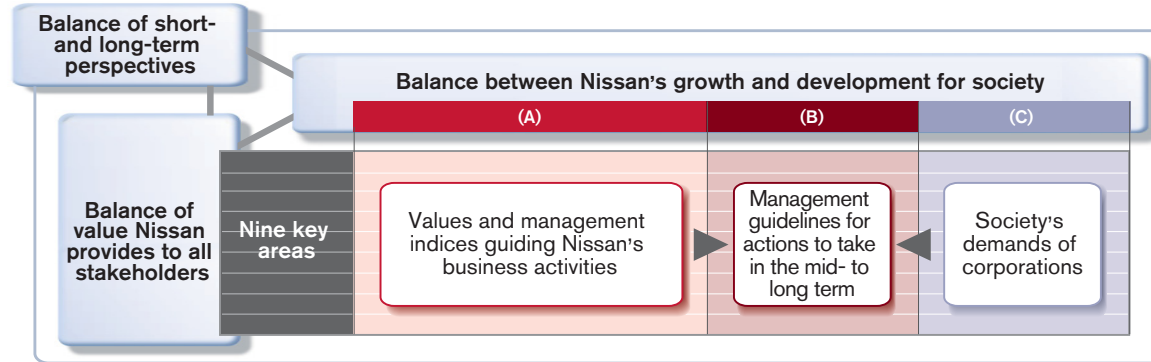 Balance of short-
and long-term
perspectives
Balance between Nissan's growth and development for society
(A)
(B)
(C)
Balance of
value Nissan
provides to all
stakeholders
Nine key
areas
Values and management
indices guiding Nissan's
business activities
Management
guidelines for
actions to take
in the mid- to
long term
Society's
demands of
corporations